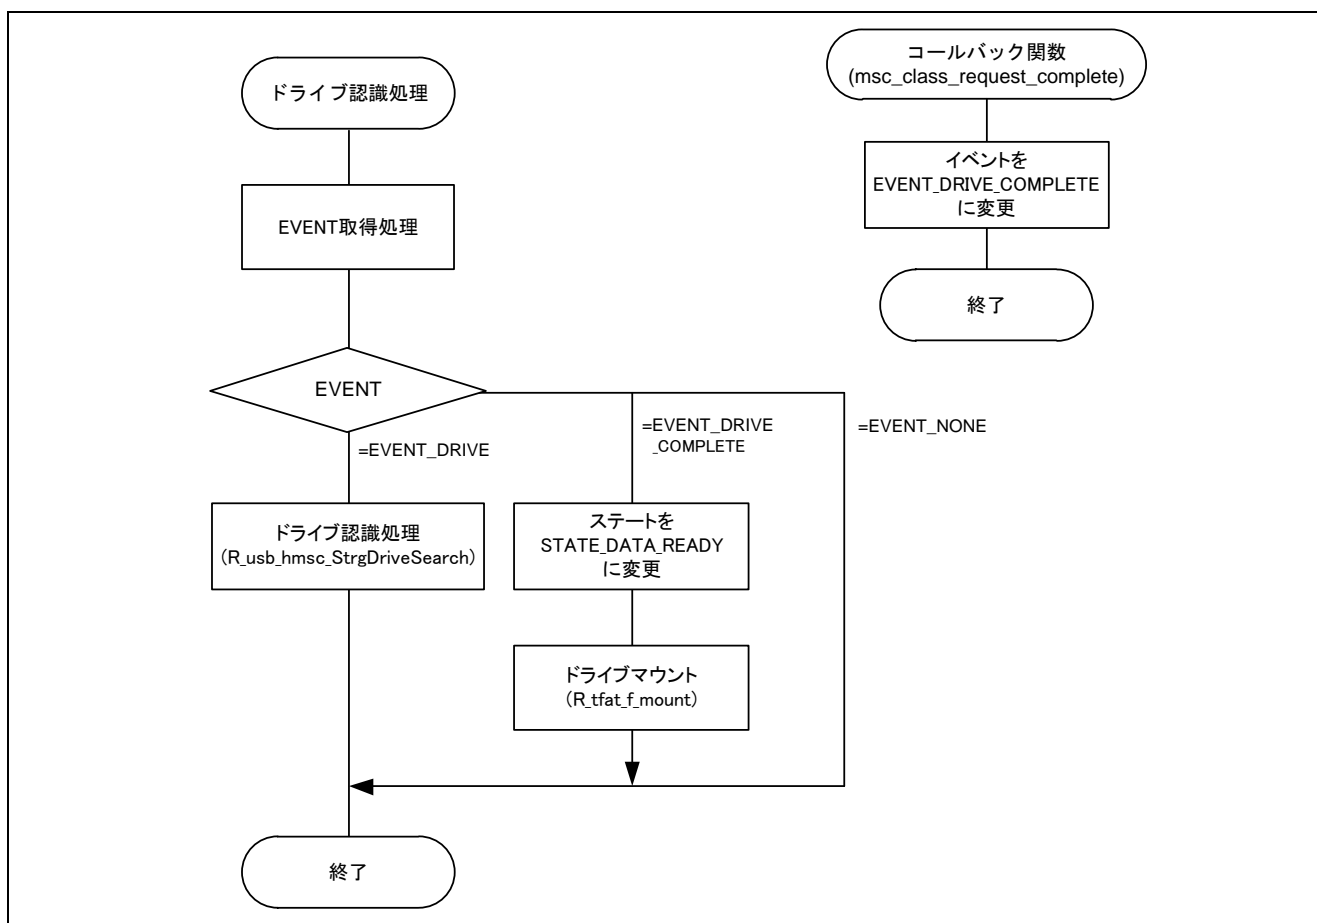 ドライブ認識処理
EVENT取得処理
EVENT
=EVENT_DRIVE
=EVENT_DRIVE
_COMPLETE
=EVENT_NONE
ドライブ認識処理
(R_usb_hmsc_StrgDriveSearch)
ステートを
STATE_DATA_READY
に変更
ドライブマウント
(R_tfat_f_mount)
終了
コールバック関数
(msc_class_request_complete)
イベントを
EVENT_DRIVE_COMPLETE
に変更
終了